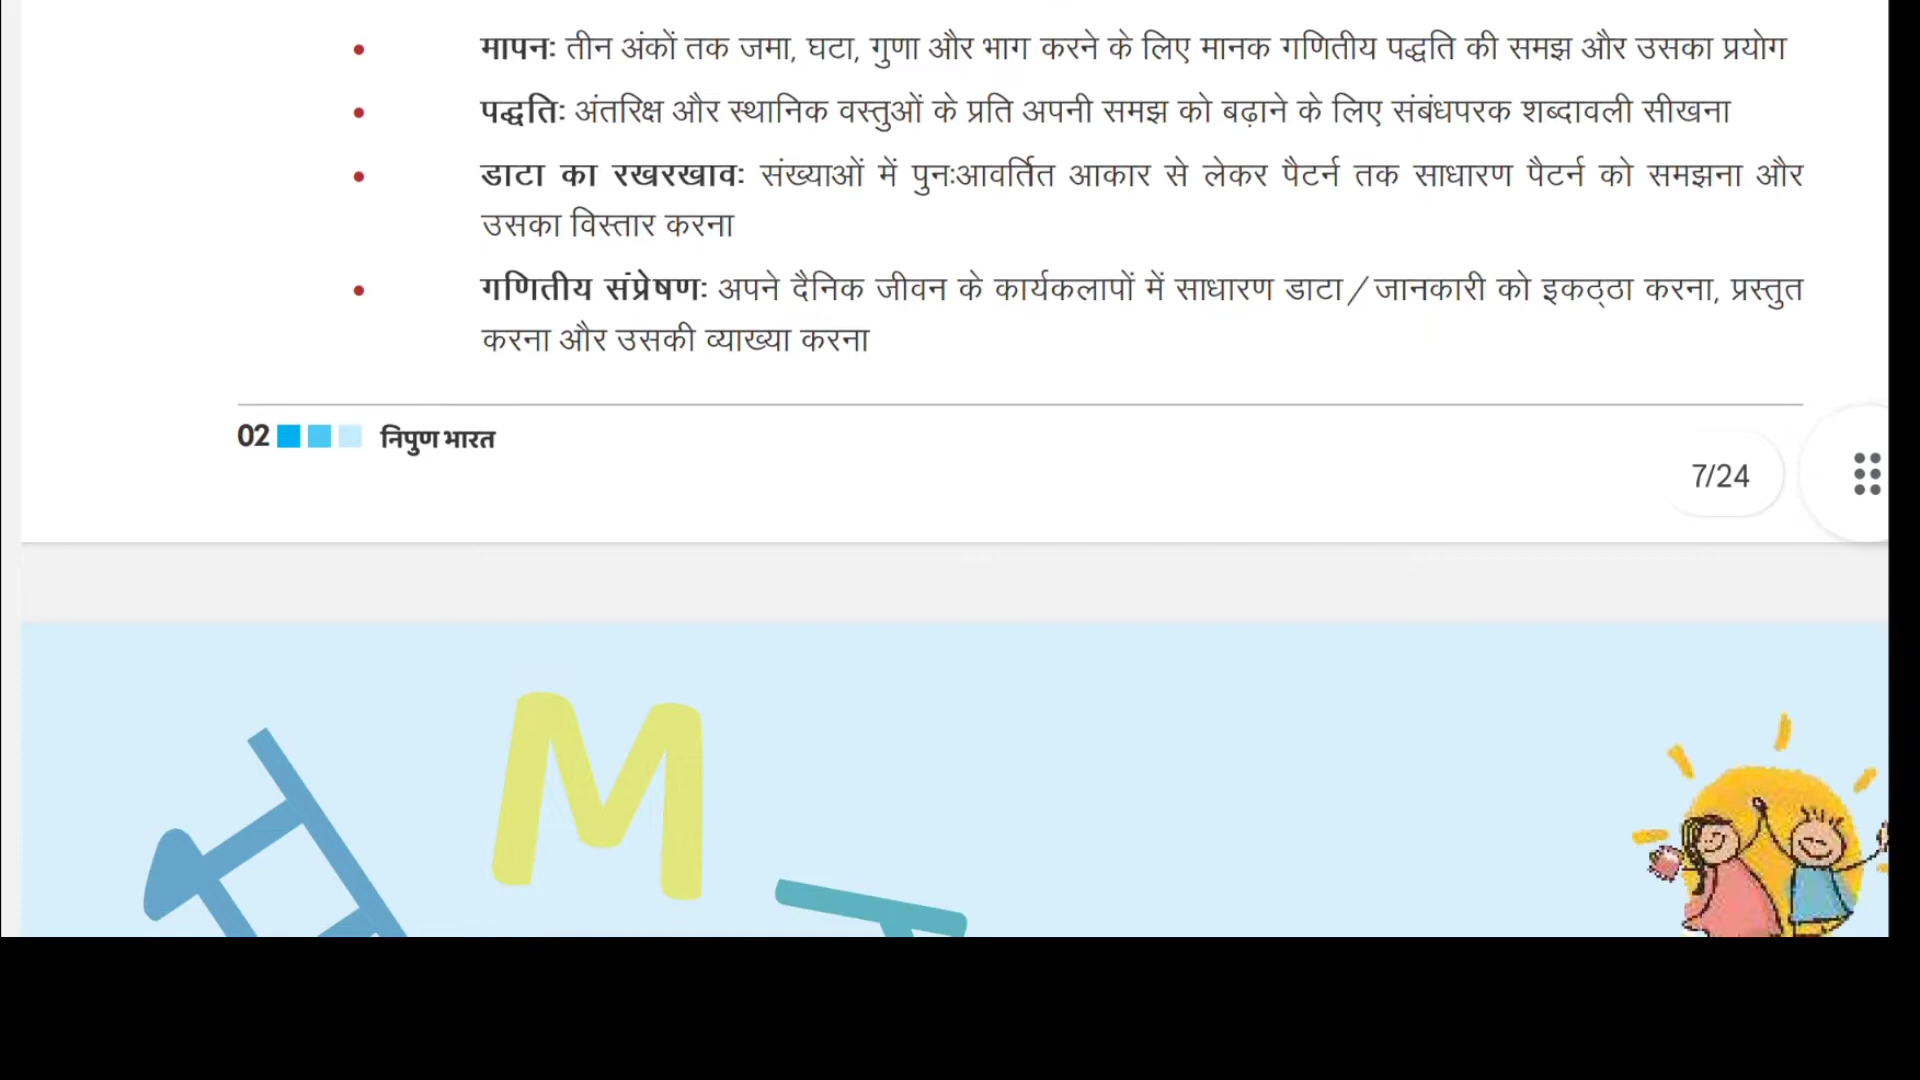 • मापनः तीन अंकों तक जमा, घटा, गुणा और भाग करने के लिए मानक गणितीय पद्धति की समझ और उसका प्रयोग
• पद्धतिः अंतरिक्ष और स्थानिक वस्तुओं के प्रति अपनी समझ को बढ़ाने के लिए संबंधपरक शब्दावली सीखना
• डाटा का रखरखावः संख्याओं में पुनःआवर्तित आकार से लेकर पैटर्न तक साधारण पैटर्न को समझना और
उसका विस्तार करना
• गणितीय संप्रेषणः अपने दैनिक जीवन के कार्यकलापों में साधारण डाटा/जानकारी को इकठ्ठा करना, प्रस्तुत
करना और उसकी व्याख्या करना
02 निपुण भारत
7/24
M